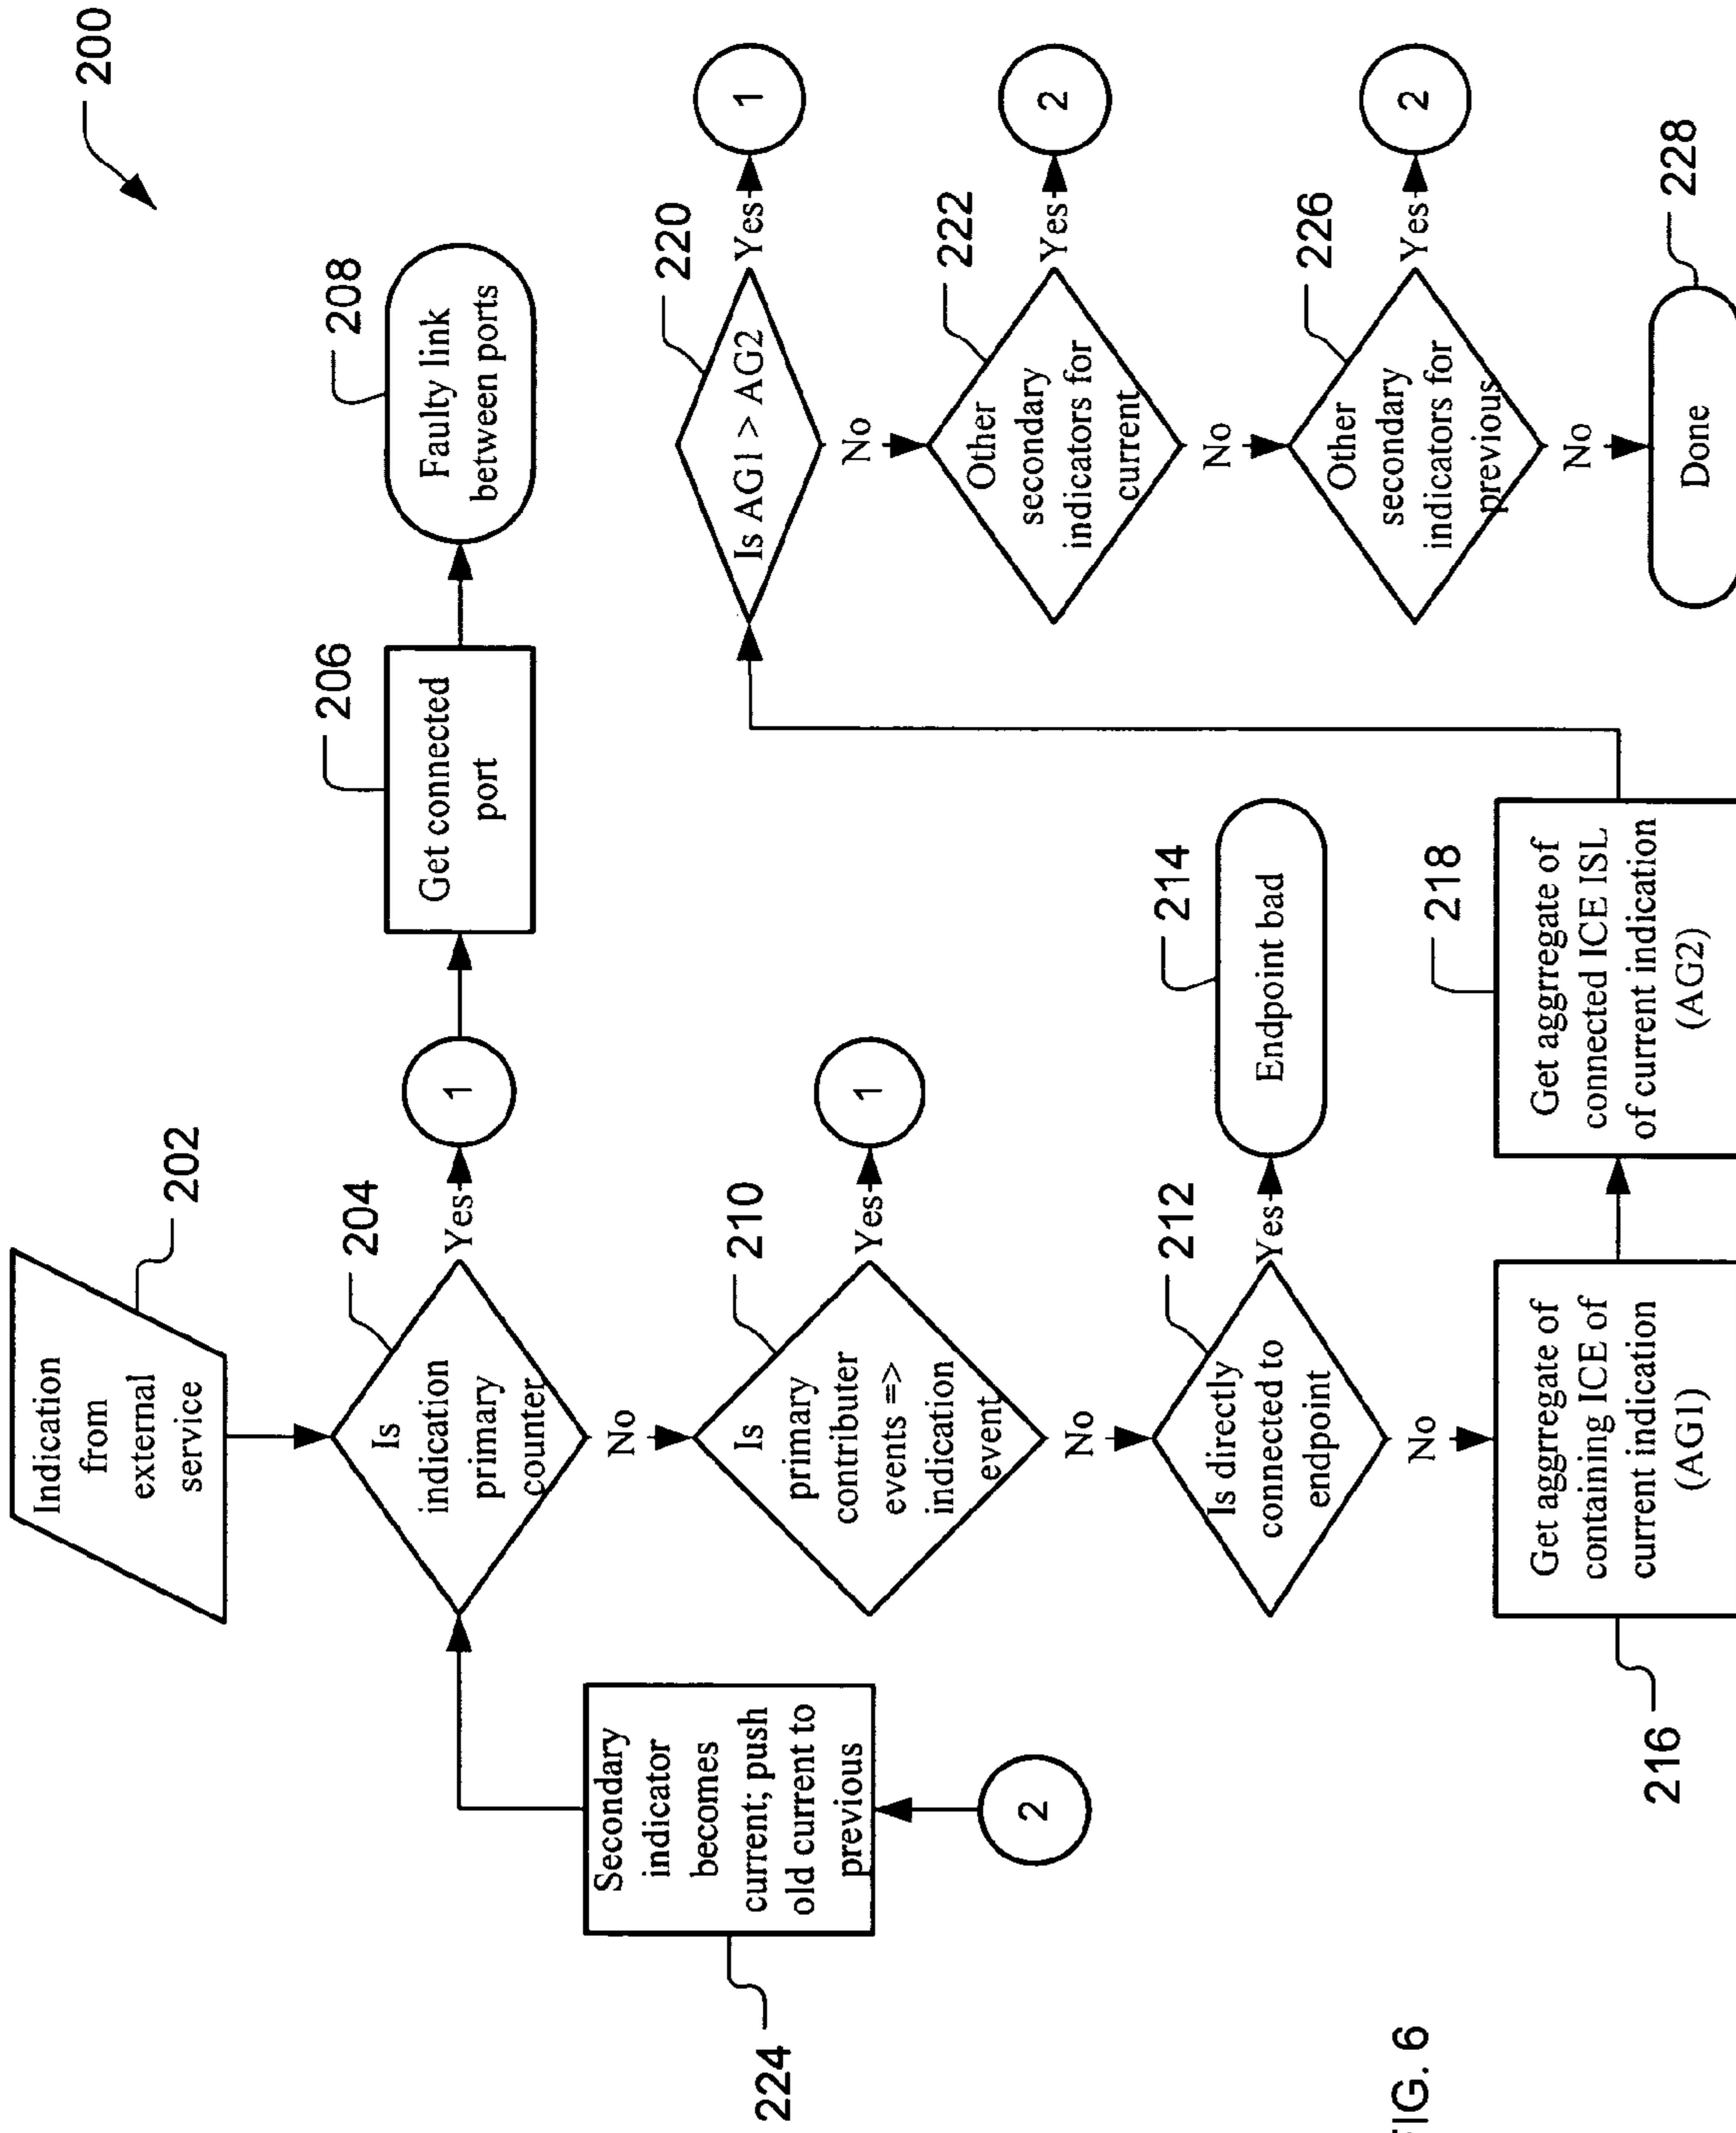 200
Indication
from
external
service
202
Is
indication
primary
counter
204
Yes
1
Get connected
port
206
Faulty link
between ports
208
No
Secondary
indicator
becomes
current; push
old current to
previous
224
2
Is
primary
contributer
events =>
indication
event
210
Yes
1
No
Is directly
connected to
endpoint
212
Yes
Endpoint bad
214
No
Get aggrregate of
containing ICE of
current indication
(AG1)
216
Get aggrregate of
connected ICE ISL
of current indication
(AG2)
218
Is AG1 > AG2
220
Yes
1
No
Other
secondary
indicators for
current
222
Yes
2
No
Other
secondary
indicators for
previous
226
Yes
2
No
Done
228
FIG. 6